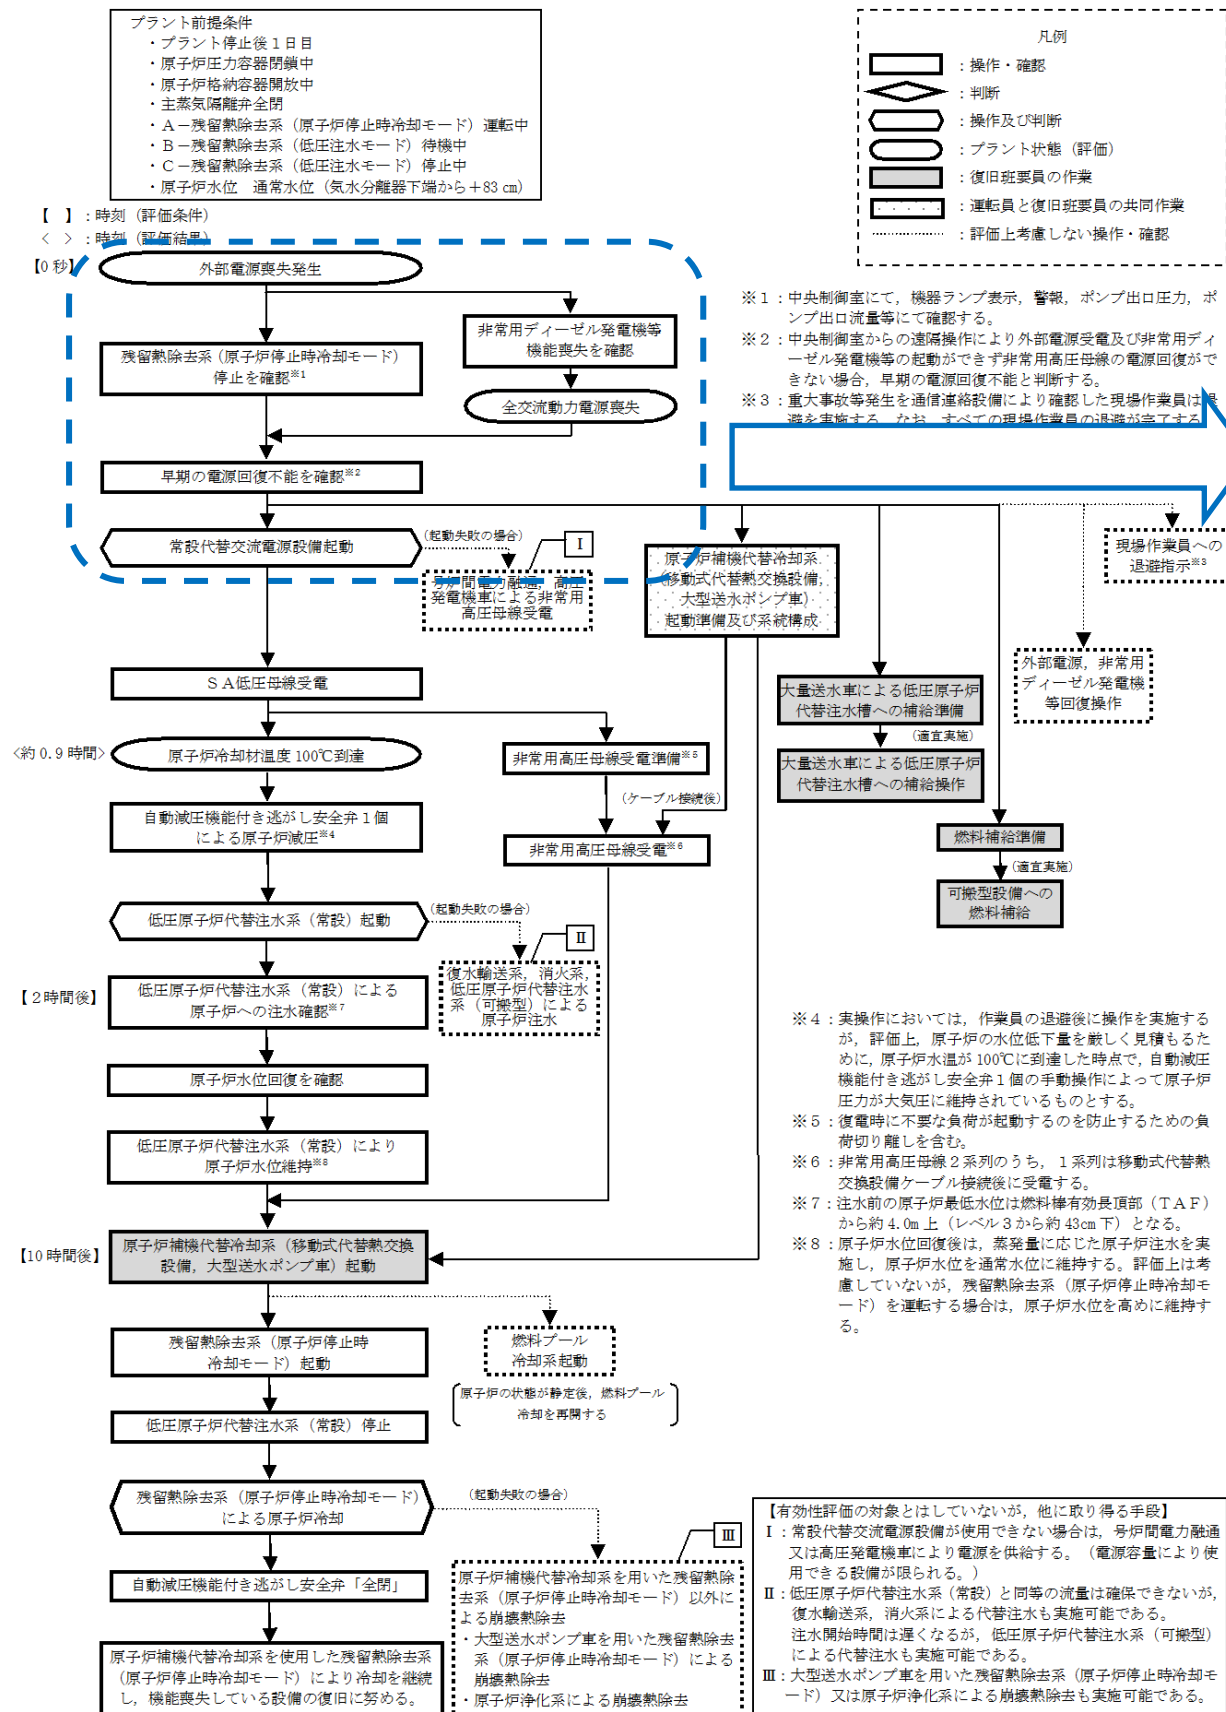 プラント前提条件
・プラント停止後１日目
・原子炉圧力容器閉鎖中
・原子炉格納容器開放中
・主蒸気隔離弁全閉
・Ａ－残留熱除去系（原子炉停止時冷却モード）運転中
・Ｂ－残留熱除去系（低圧注水モード）待機中
・Ｃ－残留熱除去系（低圧注水モード）停止中
・原子炉水位　通常水位（気水分離器下端から＋83㎝）
【　】：時刻（評価条件）
＜　＞：時刻（評価結果）
凡例
：操作・確認
：判断
：操作及び判断
：プラント状態（評価）
：復旧班要員の作業
：運転員と復旧班要員の共同作業
：評価上考慮しない操作・確認
【0秒】
外部電源喪失発生
残留熱除去系（原子炉停止時冷却モード）
停止を確認※1
非常用ディーゼル発電機等
機能喪失を確認
全交流動力電源喪失
早期の電源回復不能を確認※2
常設代替交流電源設備起動
（起動失敗の場合）
Ⅰ
号炉間電力融通，高圧
発電機車による非常用
高圧母線受電
※１：中央制御室にて，機器ランプ表示，警報，ポンプ出口圧力，ポ
ンプ出口流量等にて確認する。
※２：中央制御室からの遠隔操作により外部電源受電及び非常用ディ
ーゼル発電機等の起動ができず非常用高圧母線の電源回復がで
きない場合，早期の電源回復不能と判断する。
※３：重大事故等発生を通信連絡設備により確認した現場作業員は退
避を実施する。なお，すべての現場作業員の退避が完了する
原子炉補機代替冷却系
（移動式代替熱交換設備，
大型送水ポンプ車）
起動準備及び系統構成
現場作業員への
退避指示※3
外部電源，非常用
ディーゼル発電機
等回復操作
大量送水車による低圧原子炉
代替注水槽への補給準備
（適宜実施）
大量送水車による低圧原子炉
代替注水槽への補給操作
燃料補給準備
（適宜実施）
可搬型設備への
燃料補給
ＳＡ低圧母線受電
<約0.9時間>
原子炉冷却材温度100℃到達
非常用高圧母線受電準備※5
（ケーブル接続後）
非常用高圧母線受電※6
自動減圧機能付き逃がし安全弁１個
による原子炉減圧※4
低圧原子炉代替注水系（常設）起動
（起動失敗の場合）
Ⅱ
復水輸送系，消火系，
低圧原子炉代替注水
系（可搬型）による
原子炉注水
【２時間後】
低圧原子炉代替注水系（常設）による
原子炉への注水確認※7
原子炉水位回復を確認
低圧原子炉代替注水系（常設）により
原子炉水位維持※8
※４：実操作においては，作業員の退避後に操作を実施する
が，評価上，原子炉の水位低下量を厳しく見積もるた
めに，原子炉水温が100℃に到達した時点で，自動減圧
機能付き逃がし安全弁１個の手動操作によって原子炉
圧力が大気圧に維持されているものとする。
※５：復電時に不要な負荷が起動するのを防止するための負
荷切り離しを含む。
※６：非常用高圧母線２系列のうち，１系列は移動式代替熱
交換設備ケーブル接続後に受電する。
※７：注水前の原子炉最低水位は燃料棒有効長頂部（ＴＡＦ）
から約4.0m上（レベル３から約43cm下）となる。
※８：原子炉水位回復後は，蒸発量に応じた原子炉注水を実
施し，原子炉水位を通常水位に維持する。評価上は考
慮していないが，残留熱除去系（原子炉停止時冷却モ
ード）を運転する場合は，原子炉水位を高めに維持す
る。
【10時間後】
原子炉補機代替冷却系（移動式代替熱交換
設備，大型送水ポンプ車）起動
残留熱除去系（原子炉停止時
冷却モード）起動
燃料プール
冷却系起動
原子炉の状態が静定後，燃料プール
冷却を再開する
低圧原子炉代替注水系（常設）停止
残留熱除去系（原子炉停止時冷却モード）
による原子炉冷却
（起動失敗の場合）
Ⅲ
自動減圧機能付き逃がし安全弁「全閉」
原子炉補機代替冷却系を使用した残留熱除去系
（原子炉停止時冷却モード）により冷却を継続
し，機能喪失している設備の復旧に努める。
原子炉補機代替冷却系を用いた残留熱除
去系（原子炉停止時冷却モード）以外に
よる崩壊熱除去
・大型送水ポンプ車を用いた残留熱除去
系（原子炉停止時冷却モード）による
崩壊熱除去
・原子炉浄化系による崩壊熱除去
【有効性評価の対象とはしていないが，他に取り得る手段】
Ⅰ：常設代替交流電源設備が使用できない場合は，号炉間電力融通
又は高圧発電機車により電源を供給する。（電源容量により使
用できる設備が限られる。）
Ⅱ：低圧原子炉代替注水系（常設）と同等の流量は確保できないが，
復水輸送系，消火系による代替注水も実施可能である。
注水開始時間は遅くなるが，低圧原子炉代替注水系（可搬型）
による代替注水も実施可能である。
Ⅲ：大型送水ポンプ車を用いた残留熱除去系（原子炉停止時冷却モ
ード）又は原子炉浄化系による崩壊熱除去も実施可能である。